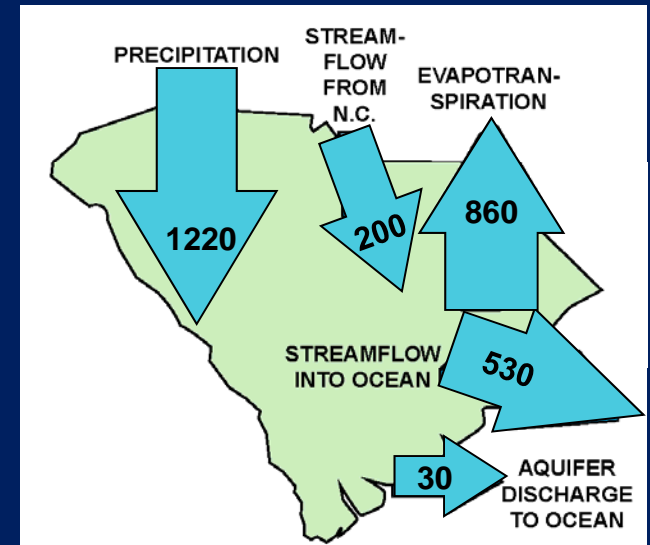 PRECIPITATION
STREAM-
FLOW
FROM
N.C.
EVAPOTRAN-
SPIRATION
1220
200
860
STREAMFLOW
INTO OCEAN
530
30
AQUIFER
DISCHARGE
TO OCEAN